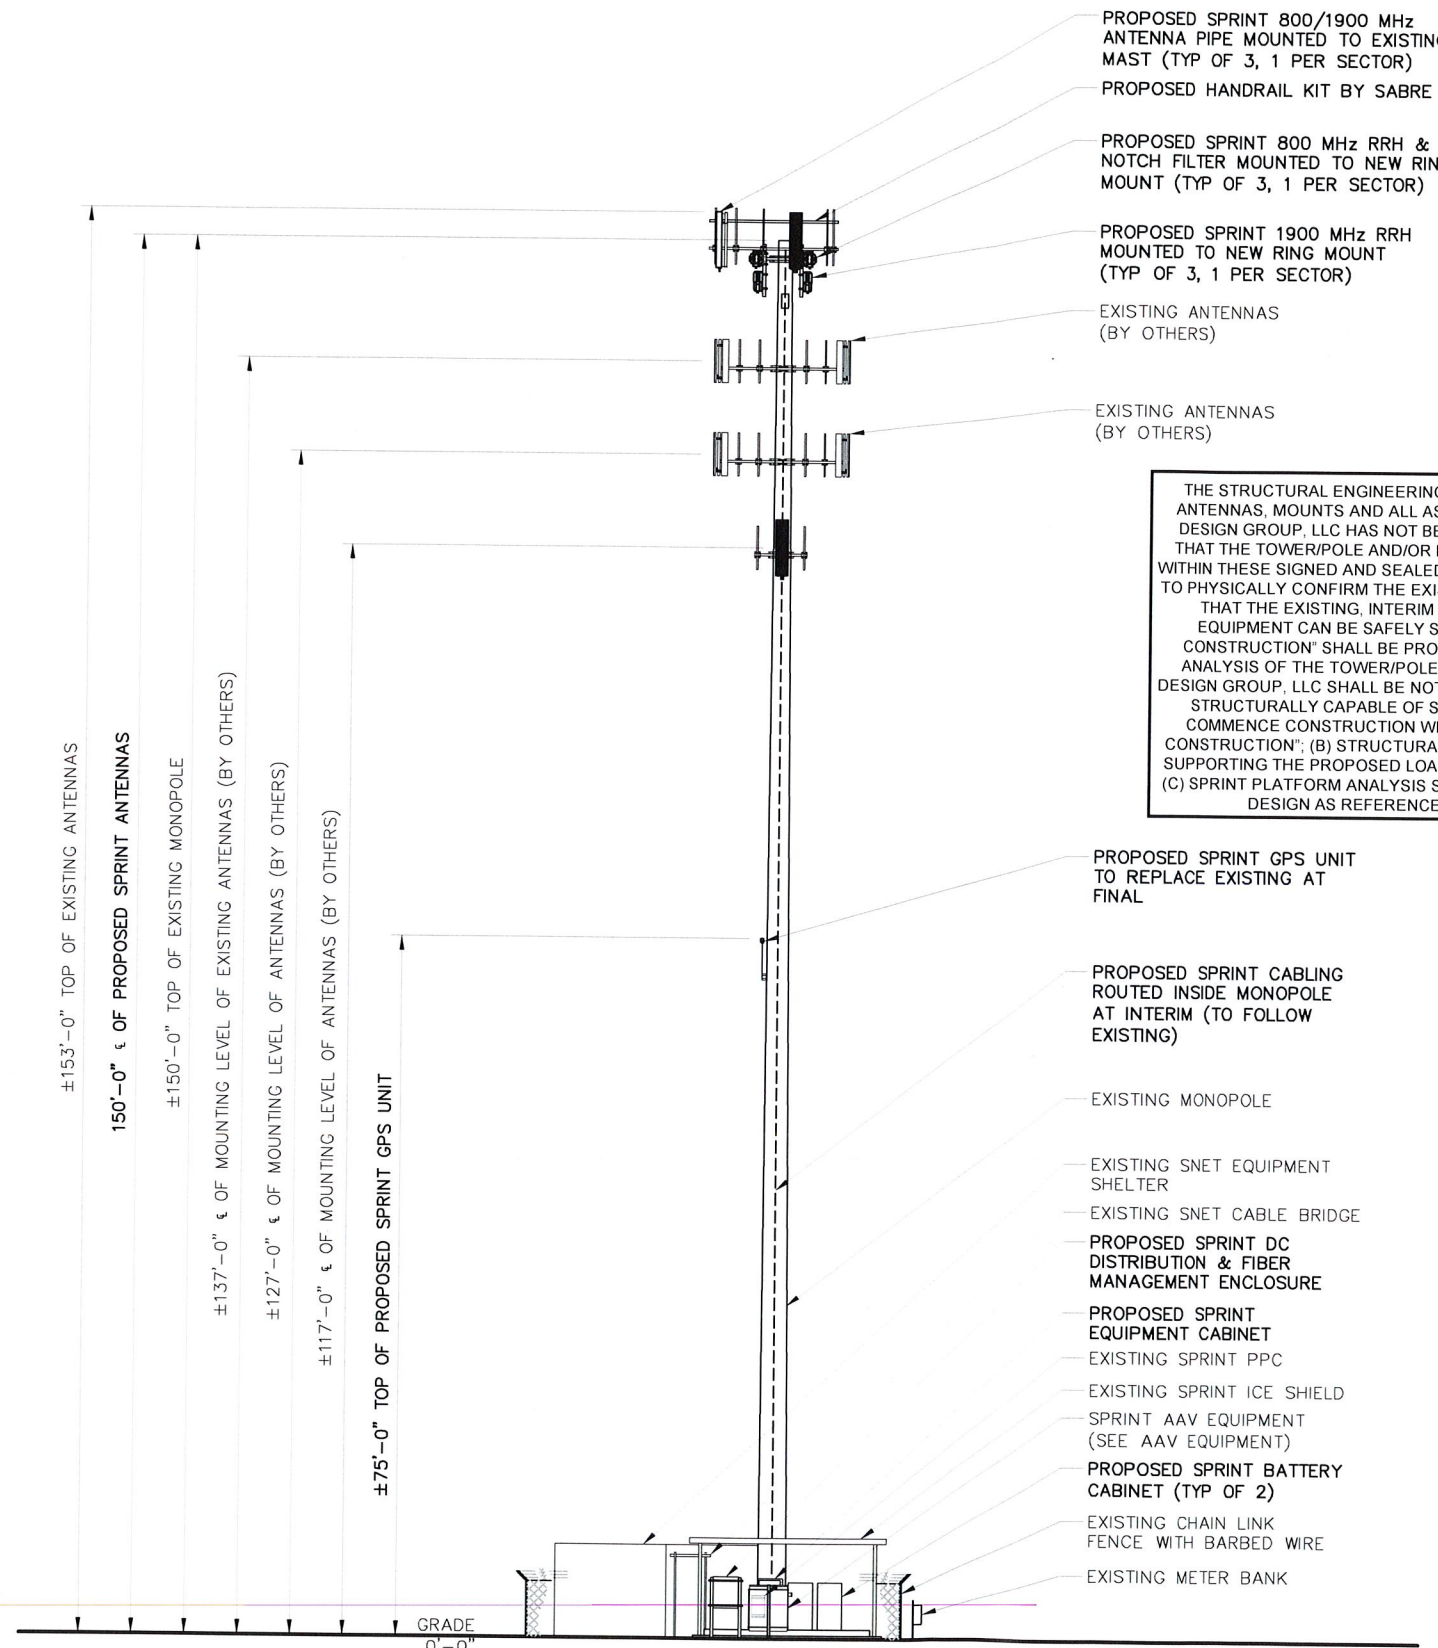 PROPOSED SPRINT 800/1900 MHz
ANTENNA PIPE MOUNTED TO EXISTING
MAST (TYP OF 3, 1 PER SECTOR)
PROPOSED HANDRAIL KIT BY SABRE
PROPOSED SPRINT 800 MHz RRH &
NOTCH FILTER MOUNTED TO NEW RIN
MOUNT (TYP OF 3, 1 PER SECTOR)
PROPOSED SPRINT 1900 MHz RRH
MOUNTED TO NEW RING MOUNT
(TYP OF 3, 1 PER SECTOR)
EXISTING ANTENNAS
(BY OTHERS)
EXISTING ANTENNAS
(BY OTHERS)
THE STRUCTURAL ENGINEERING
ANTENNAS, MOUNTS AND ALL AS
DESIGN GROUP, LLC HAS NOT BE
THAT THE TOWER/POLE AND/OR
WITHIN THESE SIGNED AND SEALED
TO PHYSICALLY CONFIRM THE EXI
THAT THE EXISTING, INTERIM
EQUIPMENT CAN BE SAFELY S
CONSTRUCTION" SHALL BE PRO
ANALYSIS OF THE TOWER/POLE
DESIGN GROUP, LLC SHALL BE NOT
STRUCTURALLY CAPABLE OF S
COMMENCE CONSTRUCTION WI
CONSTRUCTION"; (B) STRUCTURA
SUPPORTING THE PROPOSED LOA
(C) SPRINT PLATFORM ANALYSIS S
DESIGN AS REFERENCE
±153'-0" TOP OF EXISTING ANTENNAS
150'-0" ℄ OF PROPOSED SPRINT ANTENNAS
±150'-0" TOP OF EXISTING MONOPOLE
±137'-0" ℄ OF MOUNTING LEVEL OF EXISTING ANTENNAS (BY OTHERS)
±127'-0" ℄ OF MOUNTING LEVEL OF ANTENNAS (BY OTHERS)
±117'-0" ℄ OF MOUNTING LEVEL OF ANTENNAS (BY OTHERS)
±75'-0" TOP OF PROPOSED SPRINT GPS UNIT
PROPOSED SPRINT GPS UNIT
TO REPLACE EXISTING AT
FINAL
PROPOSED SPRINT CABLING
ROUTED INSIDE MONOPOLE
AT INTERIM (TO FOLLOW
EXISTING)
EXISTING MONOPOLE
EXISTING SNET EQUIPMENT
SHELTER
EXISTING SNET CABLE BRIDGE
PROPOSED SPRINT DC
DISTRIBUTION & FIBER
MANAGEMENT ENCLOSURE
PROPOSED SPRINT
EQUIPMENT CABINET
EXISTING SPRINT PPC
EXISTING SPRINT ICE SHIELD
SPRINT AAV EQUIPMENT
(SEE AAV EQUIPMENT)
PROPOSED SPRINT BATTERY
CABINET (TYP OF 2)
EXISTING CHAIN LINK
FENCE WITH BARBED WIRE
EXISTING METER BANK
GRADE
0'-0"